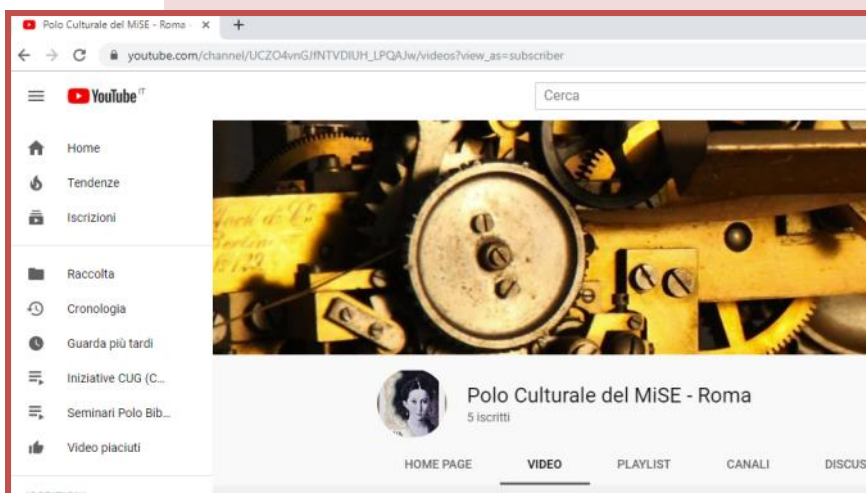 Polo Culturale del MiSE - Roma -
youtube.com/channel/UCZO4vnGJfNTVDIUH_LPQAJw/videos?view_as=subscriber
YouTube IT
Cerca
Home
Tendenze
Iscrizioni
Raccolta
Cronologia
Guarda più tardi
Iniziative CUG (C...
Seminari Polo Bib...
Video piaciuti
Polo Culturale del MiSE - Roma
5 iscritti
HOME PAGE VIDEO PLAYLIST CANALI DISCUS